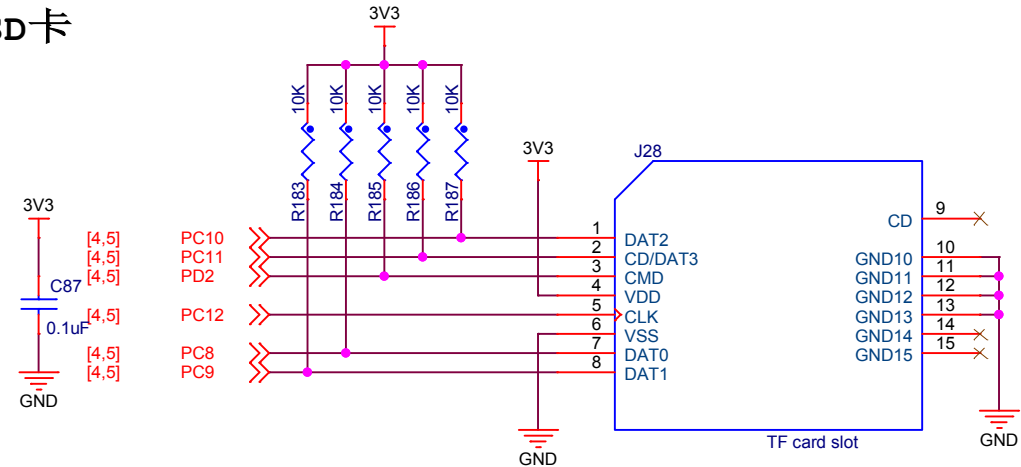 SD卡
3V3
10K
10K
10K
10K
10K
R183
R184
R185
R186
R187
3V3
J28
3V3
C87
0.1uF
GND
[4,5] PC10
[4,5] PC11
[4,5] PD2
[4,5] PC12
[4,5] PC8
[4,5] PC9
1 DAT2
2 CD/DAT3
3 CMD
4 VDD
5 CLK
6 VSS
7 DAT0
8 DAT1
CD 9
GND10 10
GND11 11
GND12 12
GND13 13
GND14 14
GND15 15
TF card slot
GND
GND